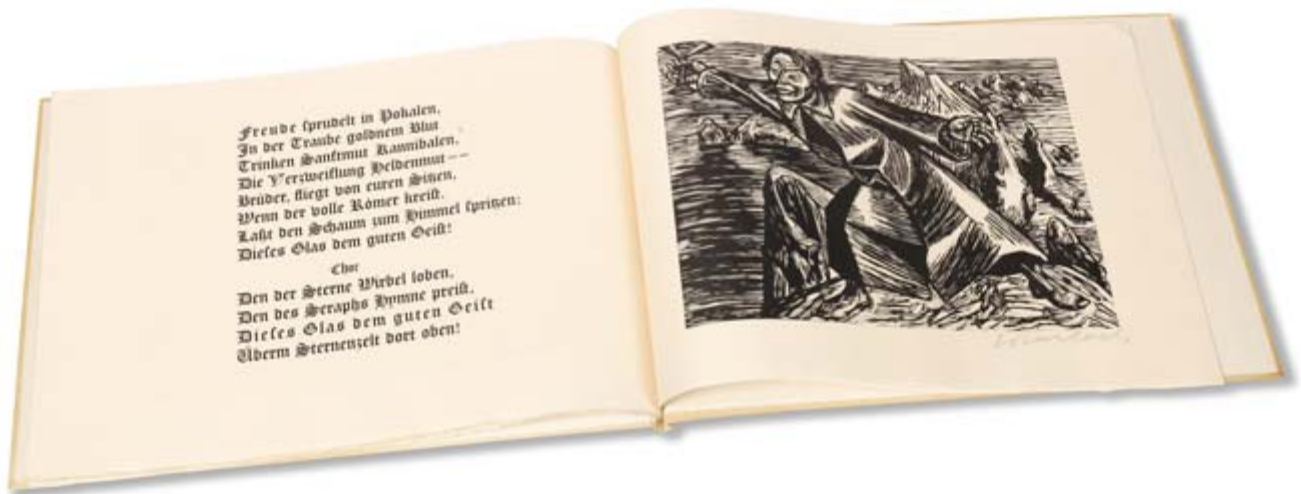 Freude sprudelt in Pokalen,
In der Traube goldnem Blut
Trinken Sanftmut Kannibalen,
Die Verzweiflung Heldenmut--
Brüder, fliegt von euren Sitzen,
Wenn der volle Römer kreist,
Laßt den Schaum zum Himmel spritzen:
Dieses Glas dem guten Geist!
Chor
Den der Sterne Wirbel loben,
Den des Seraphs Hymne preist,
Dieses Glas dem guten Geist
Überm Sternenzelt dort oben!